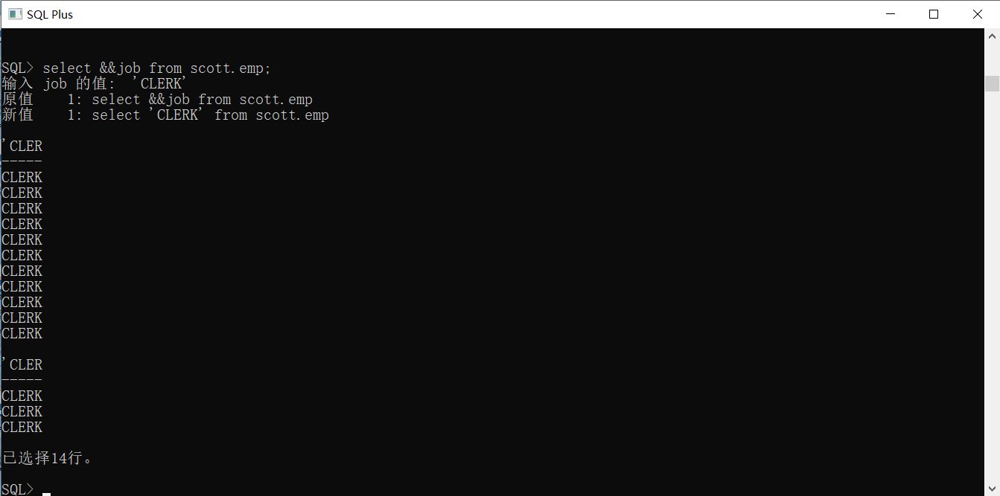 SQL Plus
SQL> select &&job from scott.emp;
输入 job 的值:  'CLERK'
原值    1: select &&job from scott.emp
新值    1: select 'CLERK' from scott.emp
'CLER
-----
CLERK
CLERK
CLERK
CLERK
CLERK
CLERK
CLERK
CLERK
CLERK
CLERK
CLERK
'CLER
-----
CLERK
CLERK
CLERK
已选择14行。
SQL>